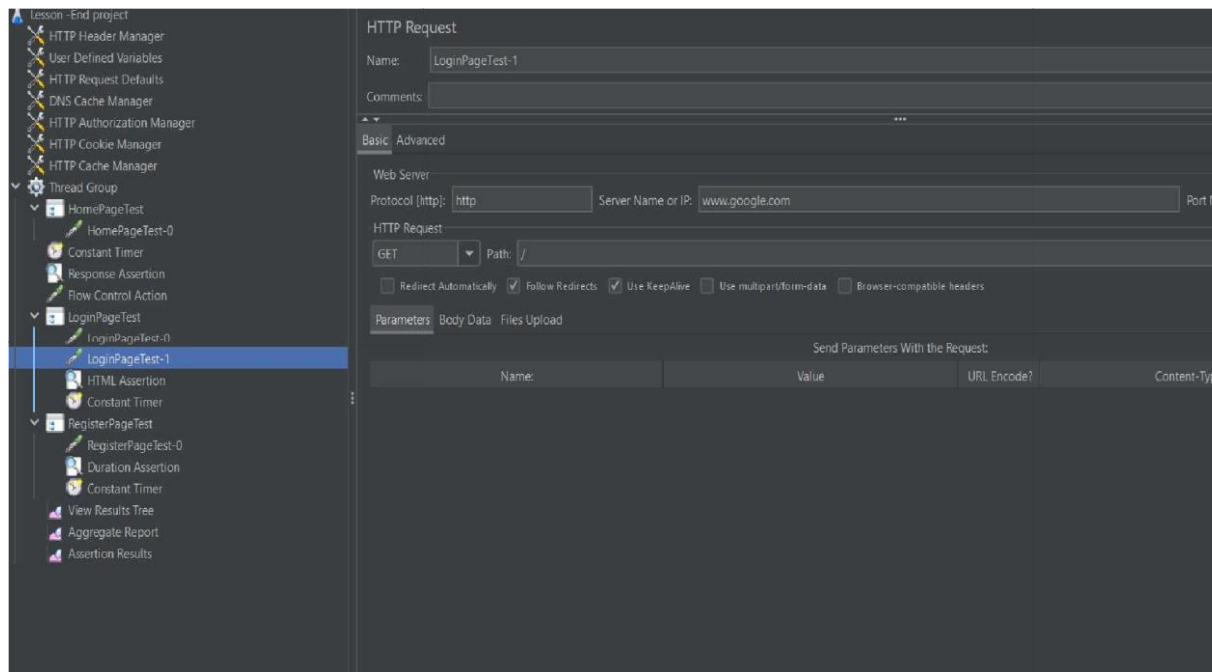 Lesson -End project
HTTP Header Manager
User Defined Variables
HTTP Request Defaults
DNS Cache Manager
HTTP Authorization Manager
HTTP Cookie Manager
HTTP Cache Manager
Thread Group
HomePageTest
HomePageTest-0
Constant Timer
Response Assertion
Flow Control Action
LoginPageTest
LoginPageTest-0
LoginPageTest-1
HTML Assertion
Constant Timer
RegisterPageTest
RegisterPageTest-0
Duration Assertion
Constant Timer
View Results Tree
Aggregate Report
Assertion Results
HTTP Request
Name: LoginPageTest-1
Comments:
Basic Advanced
Web Server
Protocol [http]: http Server Name or IP: www.google.com Port
HTTP Request
GET Path: /
Redirect Automatically Follow Redirects Use KeepAlive Use multipart/form-data Browser-compatible headers
Parameters Body Data Files Upload
Send Parameters With the Request:
Name: Value URL Encode? Content-Typ